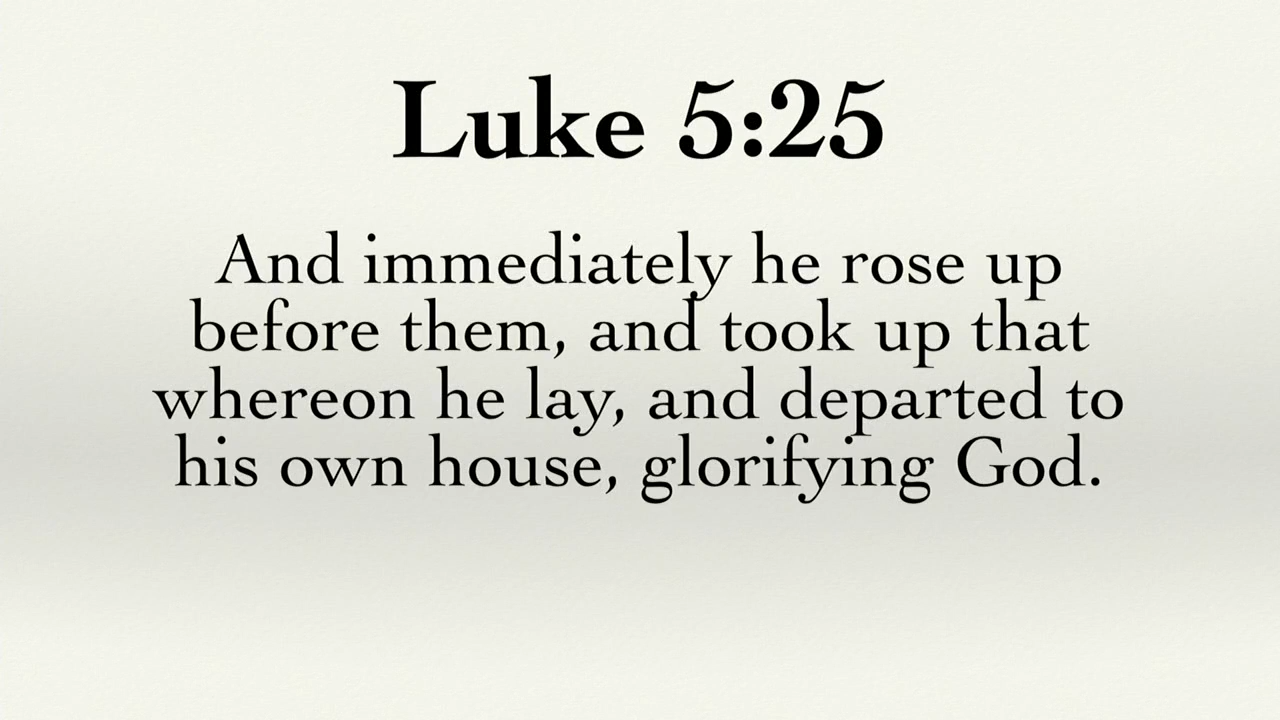 Luke 5:25
And immediately he rose up
before them, and took up that
whereon he lay, and departed to
his own house, glorifying God.